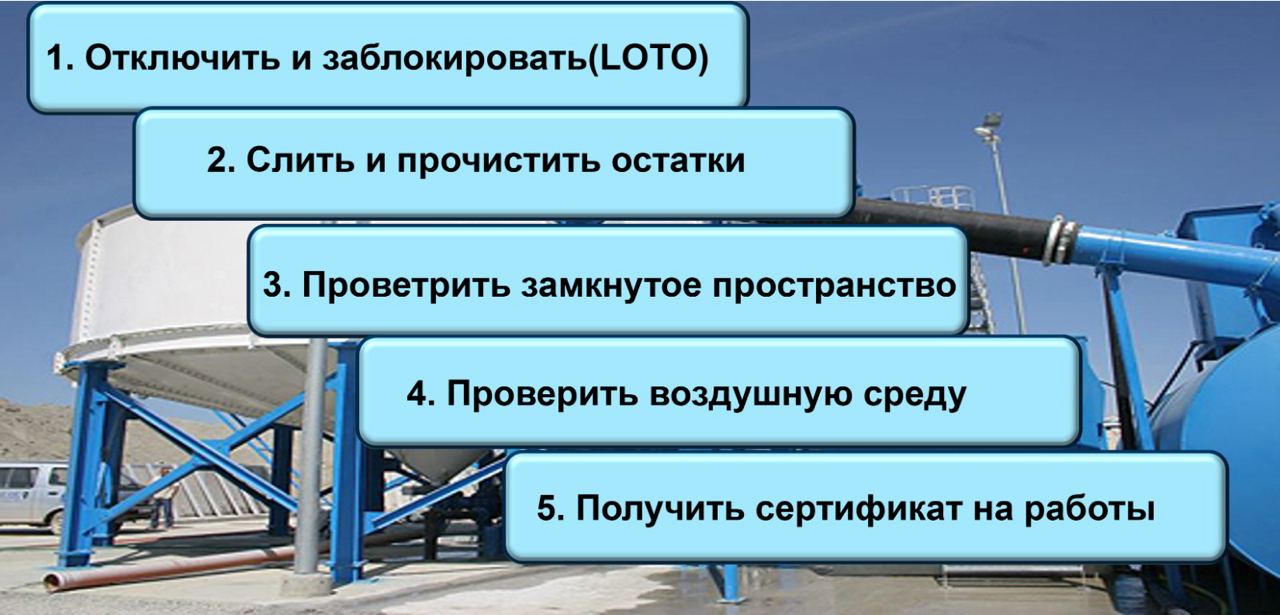 1. Отключить и заблокировать(LOTO)
2. Слить и прочистить остатки
3. Проветрить замкнутое пространство
4. Проверить воздушную среду
5. Получить сертификат на работы